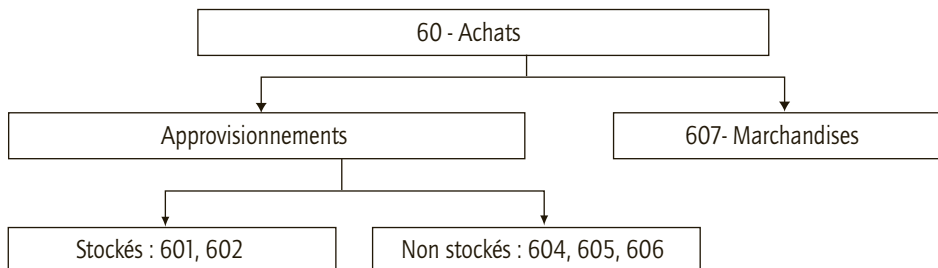 60 - Achats
Approvisionnements
607- Marchandises
Stockés : 601, 602
Non stockés : 604, 605, 606